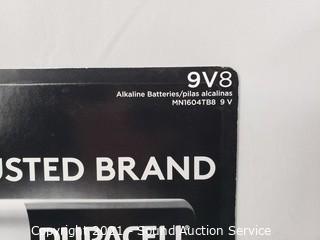 9V8
Alkaline Batteries/pilas alcalinas
MN1604TB8 9 V
USTED BRAND
DURACELL
Copyright 2021 - Sound Auction Service